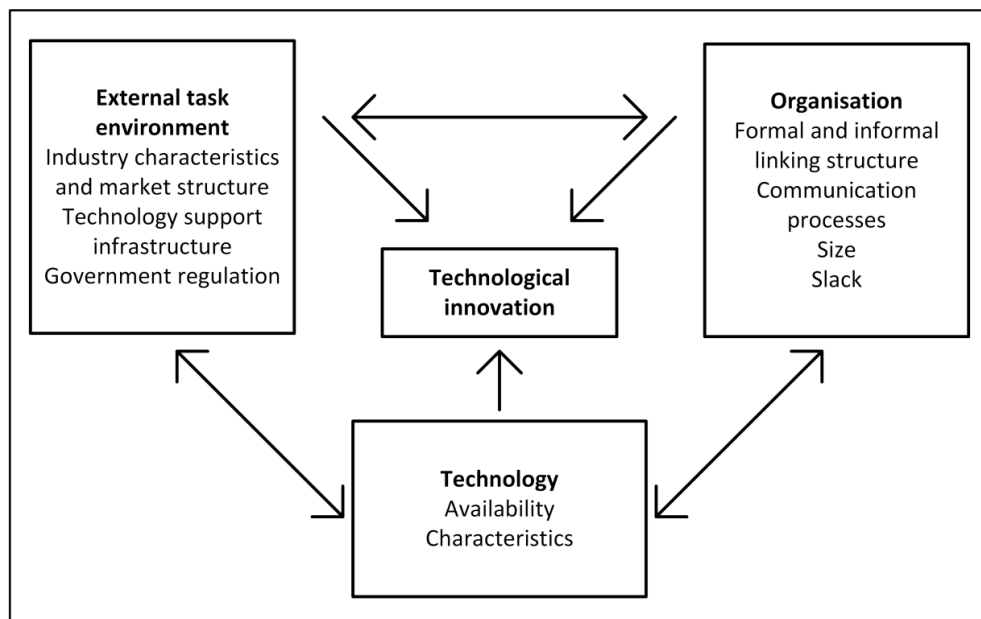 External task
environment
Industry characteristics
and market structure
Technology support
infrastructure
Government regulation
Organisation
Formal and informal
linking structure
Communication
processes
Size
Slack
Technological
innovation
Technology
Availability
Characteristics